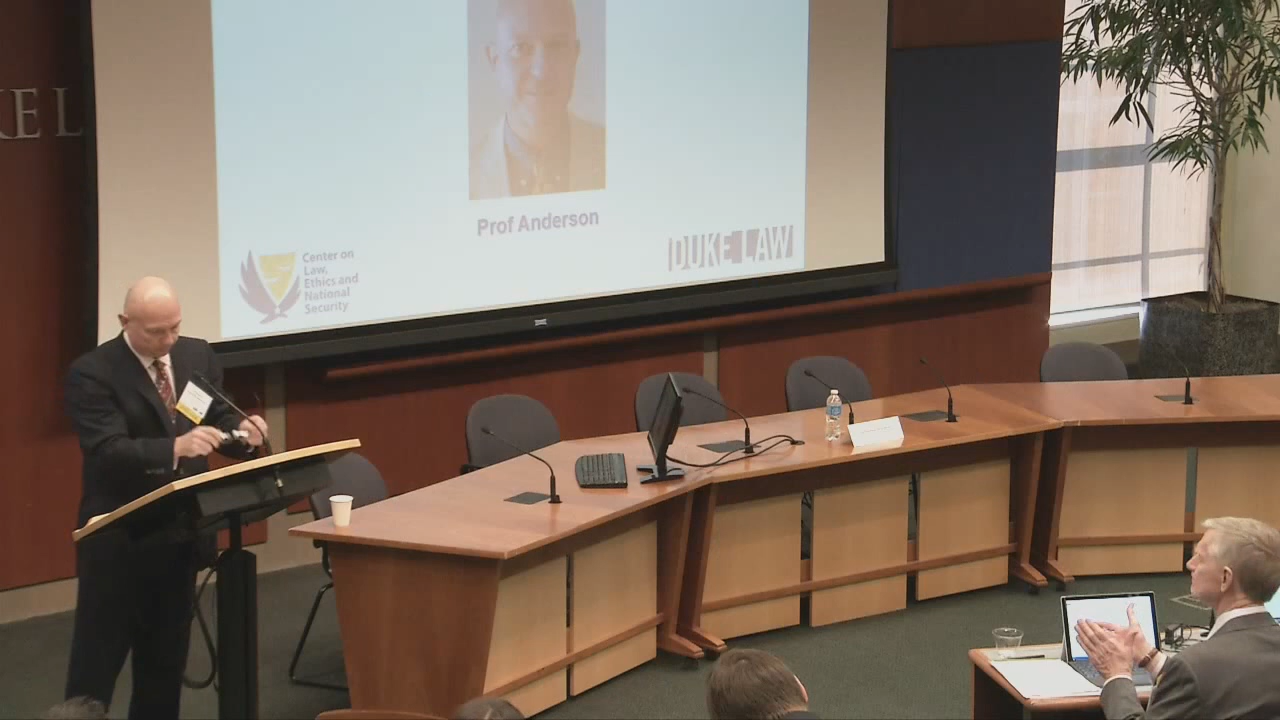 KE L
Prof Anderson
Center on
Law,
Ethics and
National
Security
DUKE LAW